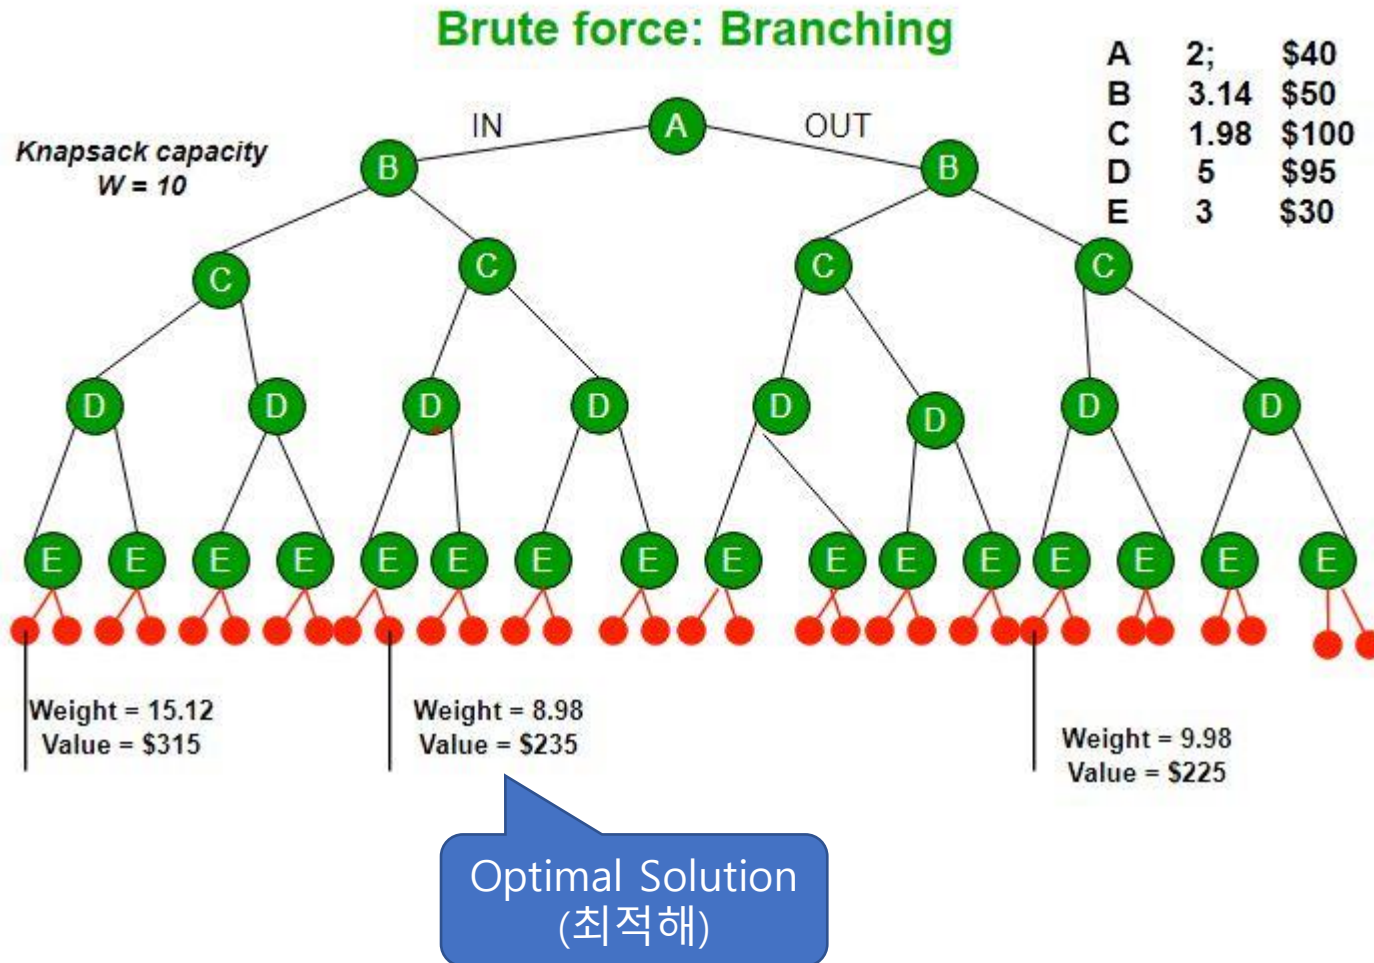 Brute force: Branching
A 2; $40
B 3.14 $50
C 1.98 $100
D 5 $95
E 3 $30
Knapsack capacity
W = 10
IN A OUT
B B
C C C C
D D D D D D D D
E E E E E E E E E E E E E E E E
Weight = 15.12
Value = $315
Weight = 8.98
Value = $235
Weight = 9.98
Value = $225
Optimal Solution
(최적해)